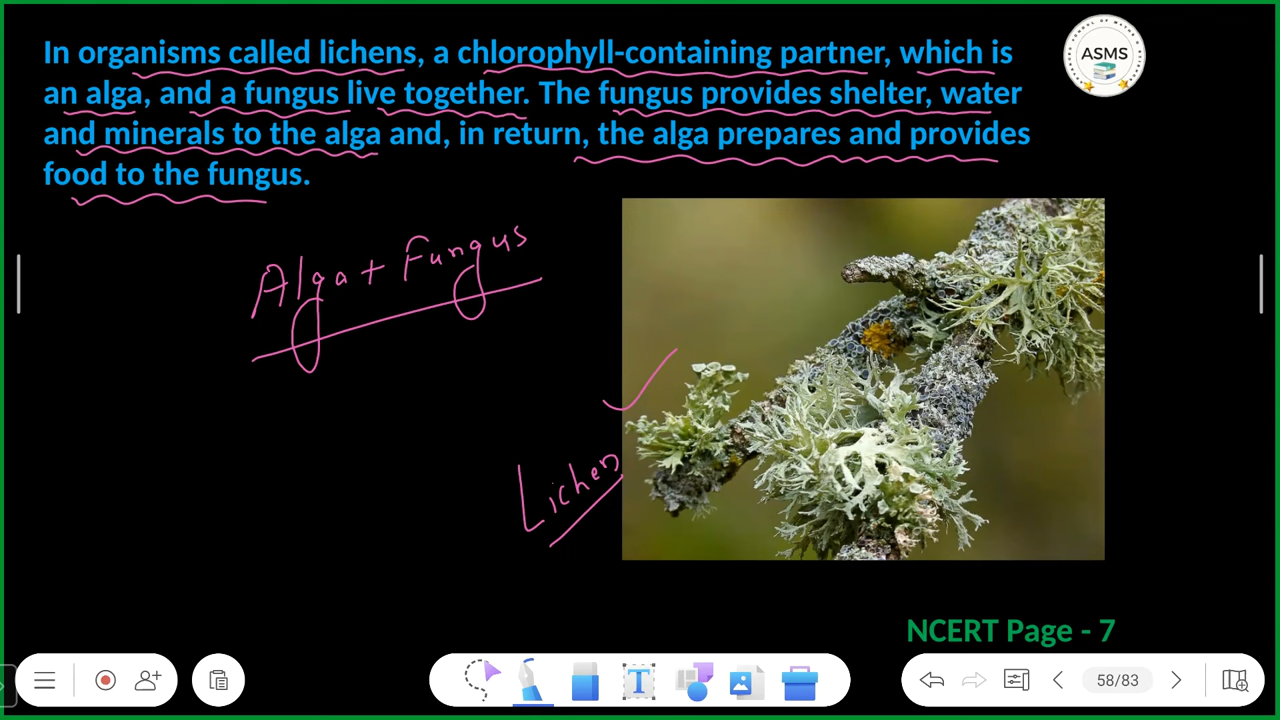 In organisms called lichens, a chlorophyll-containing partner, which is
an alga, and a fungus live together. The fungus provides shelter, water
and minerals to the alga and, in return, the alga prepares and provides
food to the fungus.
ASMS
Alga + Fungus
Lichen
NCERT Page - 7
T
58/83